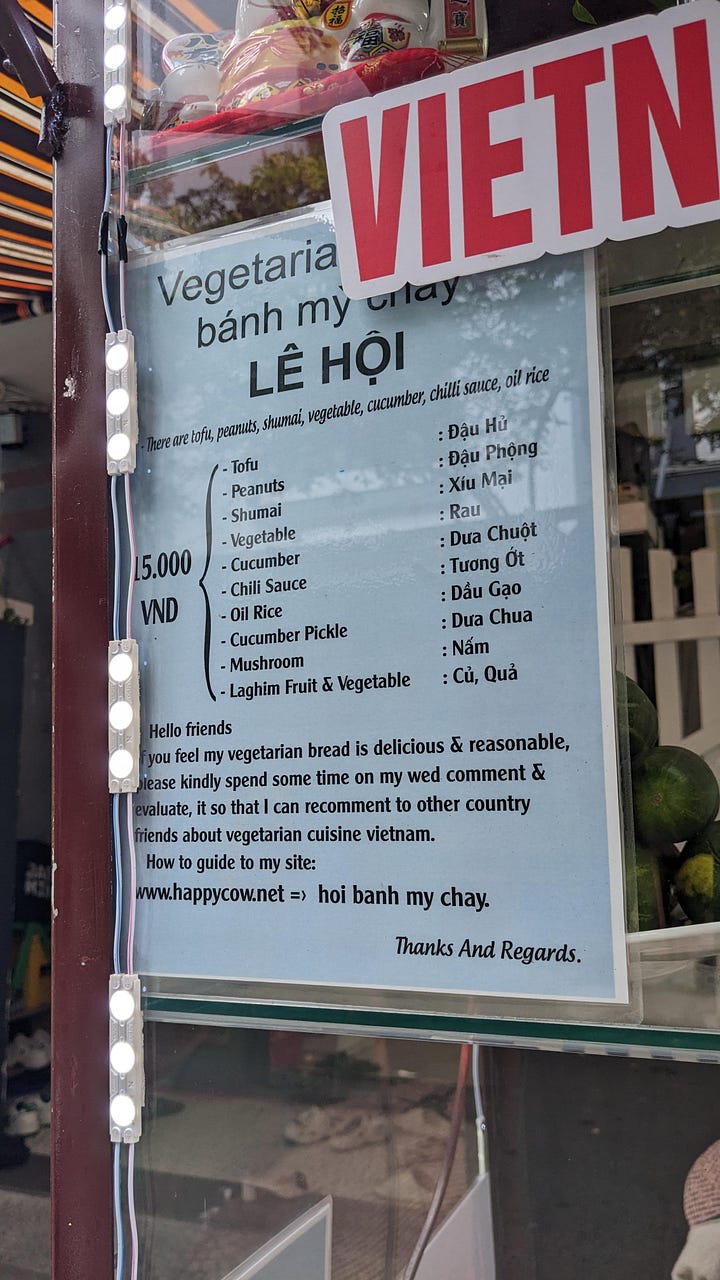 VIETN
Vegetaria
bánh mỳ chay
LÊ HỘI
- There are tofu, peanuts, shumai, vegetable, cucumber, chilli sauce, oil rice
- Tofu : Đậu Hủ
- Peanuts : Đậu Phộng
- Shumai : Xíu Mại
- Vegetable : Rau
- Cucumber : Dưa Chuột
- Chili Sauce : Tương Ớt
- Oil Rice : Dầu Gạo
- Cucumber Pickle : Dưa Chua
- Mushroom : Nấm
- Laghim Fruit & Vegetable : Củ, Quả
15.000
VND
Hello friends
If you feel my vegetarian bread is delicious & reasonable,
please kindly spend some time on my wed comment &
evaluate, it so that I can recomment to other country
friends about vegetarian cuisine vietnam.
How to guide to my site:
www.happycow.net => hoi banh my chay.
Thanks And Regards.